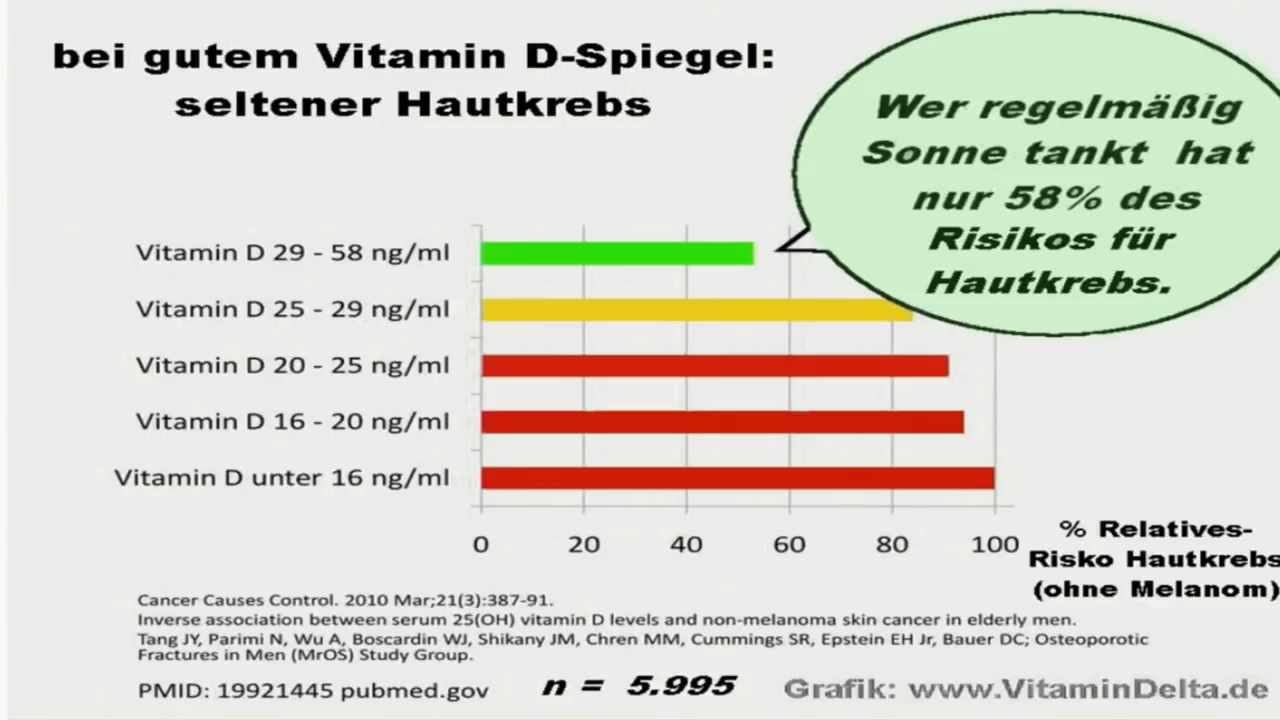 bei gutem Vitamin D-Spiegel:
seltener Hautkrebs
Wer regelmäßig
Sonne tankt hat
nur 58% des
Risikos für
Hautkrebs.
Vitamin D 29 - 58 ng/ml
Vitamin D 25 - 29 ng/ml
Vitamin D 20 - 25 ng/ml
Vitamin D 16 - 20 ng/ml
Vitamin D unter 16 ng/ml
0 20 40 60 80 100
% Relatives-
Risko Hautkrebs
(ohne Melanom)
Cancer Causes Control. 2010 Mar;21(3):387-91.
Inverse association between serum 25(OH) vitamin D levels and non-melanoma skin cancer in elderly men.
Tang JY, Parimi N, Wu A, Boscardin WJ, Shikany JM, Chren MM, Cummings SR, Epstein EH Jr, Bauer DC; Osteoporotic
Fractures in Men (MrOS) Study Group.
PMID: 19921445 pubmed.gov
n = 5.995
Grafik: www.VitaminDelta.de